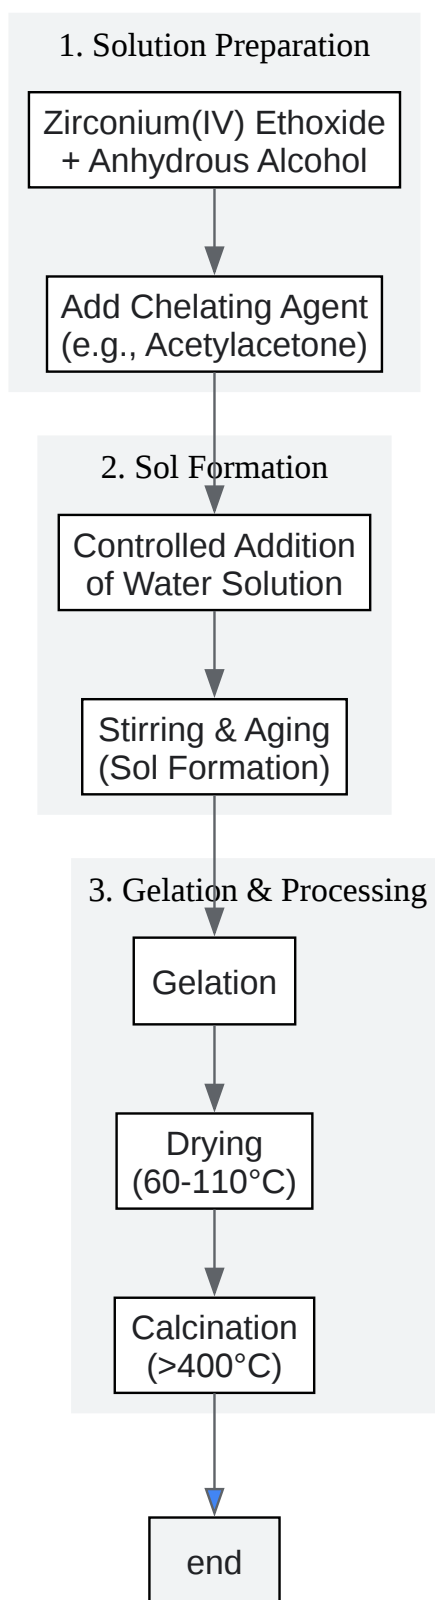 1. Solution Preparation
Zirconium(IV) Ethoxide
+ Anhydrous Alcohol
Add Chelating Agent
(e.g., Acetylacetone)
2. Sol Formation
Controlled Addition
of Water Solution
Stirring & Aging
(Sol Formation)
3. Gelation & Processing
Gelation
Drying
(60-110°C)
Calcination
(>400°C)
end